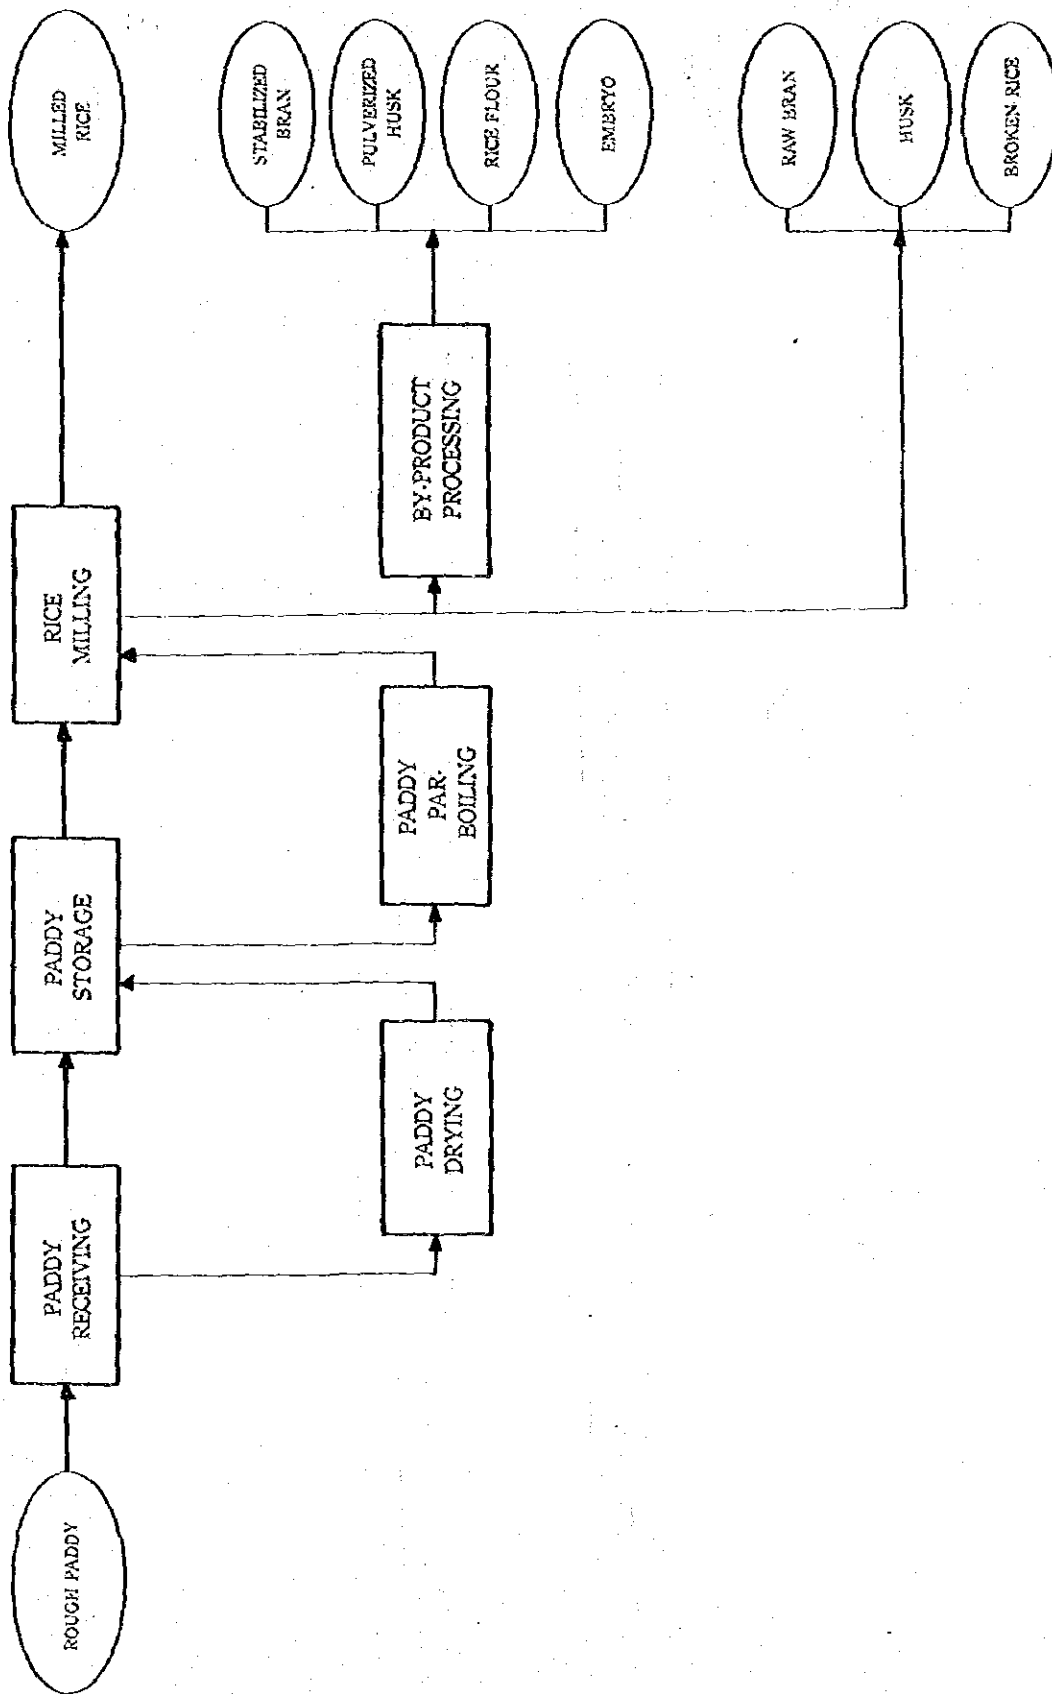 ROUGH PADDY
PADDY
RECEIVING
PADDY
STORAGE
RICE
MILLING
MILLED
RICE
PADDY
DRYING
PADDY
PAR-
BOILING
BY-PRODUCT
PROCESSING
STABILIZED
BRAN
PULVERIZED
HUSK
RICE FLOUR
EMBRYO
RAW BRAN
HUSK
BROKEN RICE